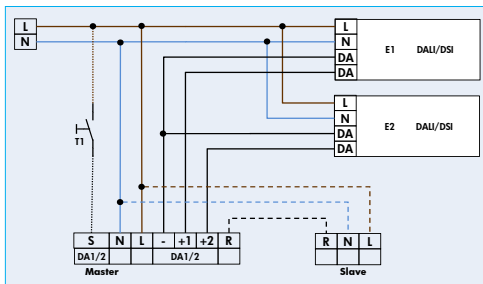 L
N
L
N
DA
DA
E1 DALI/DSI
L
N
DA
DA
E2 DALI/DSI
T1
S N L - +1 +2 R
DA1/2 DA1/2
Master
R N L
Slave